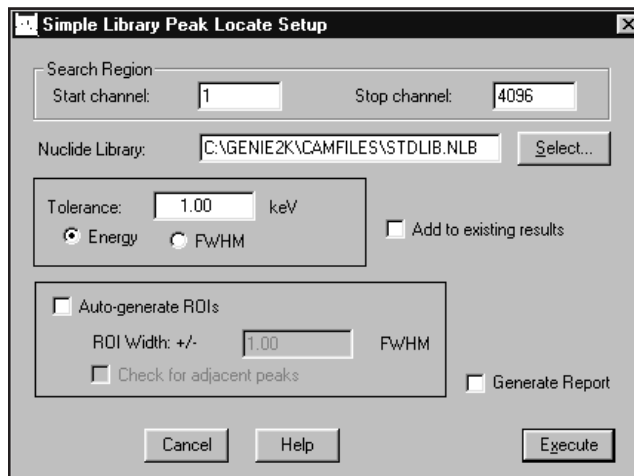 Simple Library Peak Locate Setup
Search Region
Start channel: 1 Stop channel: 4096
Nuclide Library: C:\GENIE2K\CAMFILES\STDLIB.NLB Select...
Tolerance: 1.00 keV
Energy FWHM
Add to existing results
Auto-generate ROIs
ROI Width: +/- 1.00 FWHM
Check for adjacent peaks
Generate Report
Cancel Help Execute